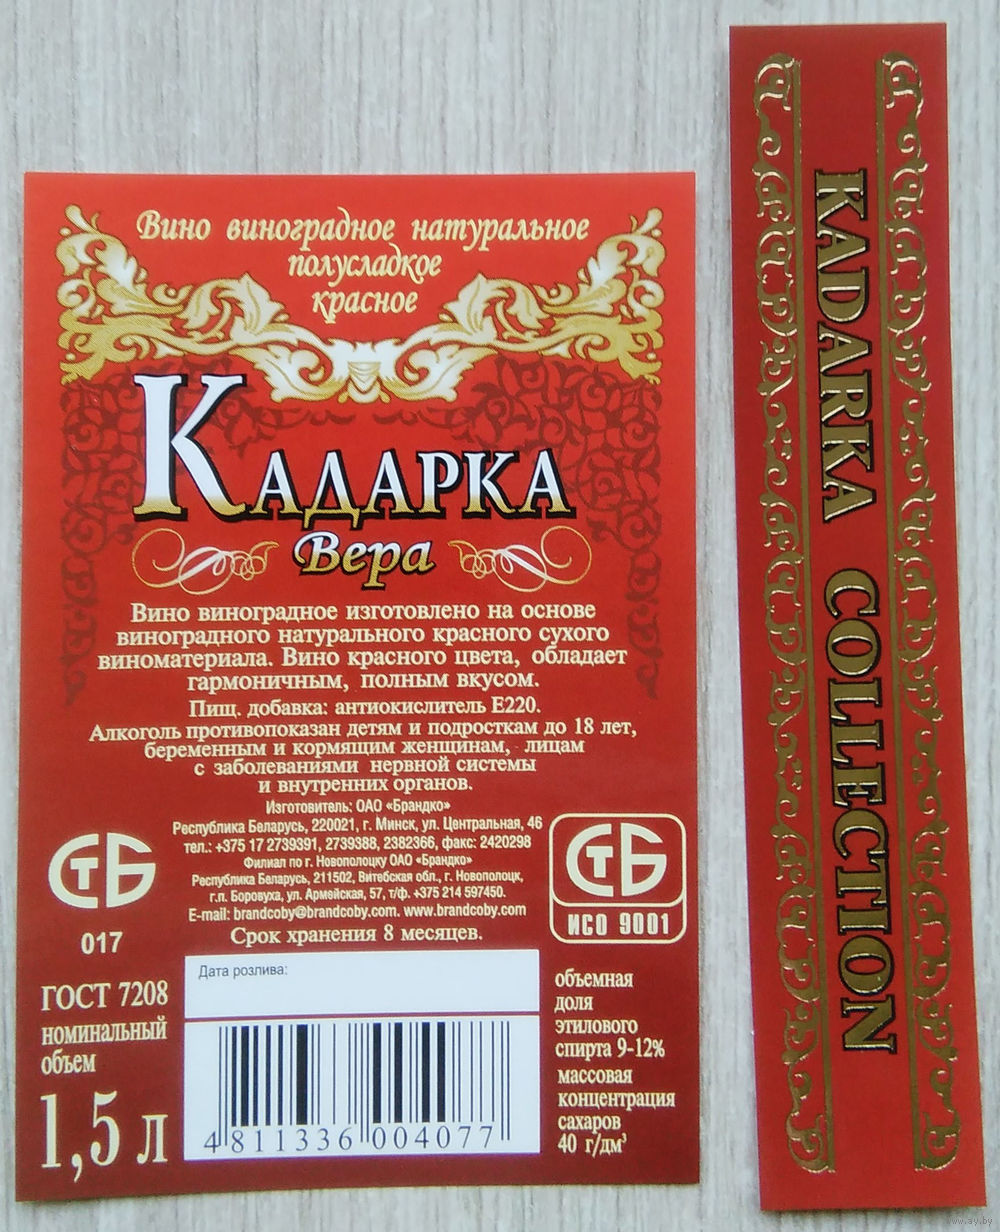 Вино виноградное натуральное
полусладкое
красное
КАДАРКА
Вера
Вино виноградное изготовлено на основе
виноградного натурального красного сухого
виноматериала. Вино красного цвета, обладает
гармоничным, полным вкусом.
Пищ. добавка: антиокислитель Е220.
Алкоголь противопоказан детям и подросткам до 18 лет,
беременным и кормящим женщинам, лицам
с заболеваниями нервной системы
и внутренних органов.
Изготовитель: ОАО «Брандко»
Республика Беларусь, 220021, г. Минск, ул. Центральная, 46
тел.: +375 17 2739391, 2739388, 2382366, факс: 2420298
Филиал по г. Новополоцку ОАО «Брандко»
Республика Беларусь, 211502, Витебская обл., г. Новополоцк,
г.п. Боровуха, ул. Армейская, 57, т/ф. +375 214 597450.
E-mail: brandcoby@brandcoby.com. www.brandcoby.com
Срок хранения 8 месяцев.
СТБ
017
СТБ
ИСО 9001
ГОСТ 7208
номинальный
объем
1,5 л
Дата розлива:
4 811336 004077
объемная
доля
этилового
спирта 9-12%
массовая
концентрация
сахаров
40 г/дм³
KADARKA COLLECTION
www.ay.by